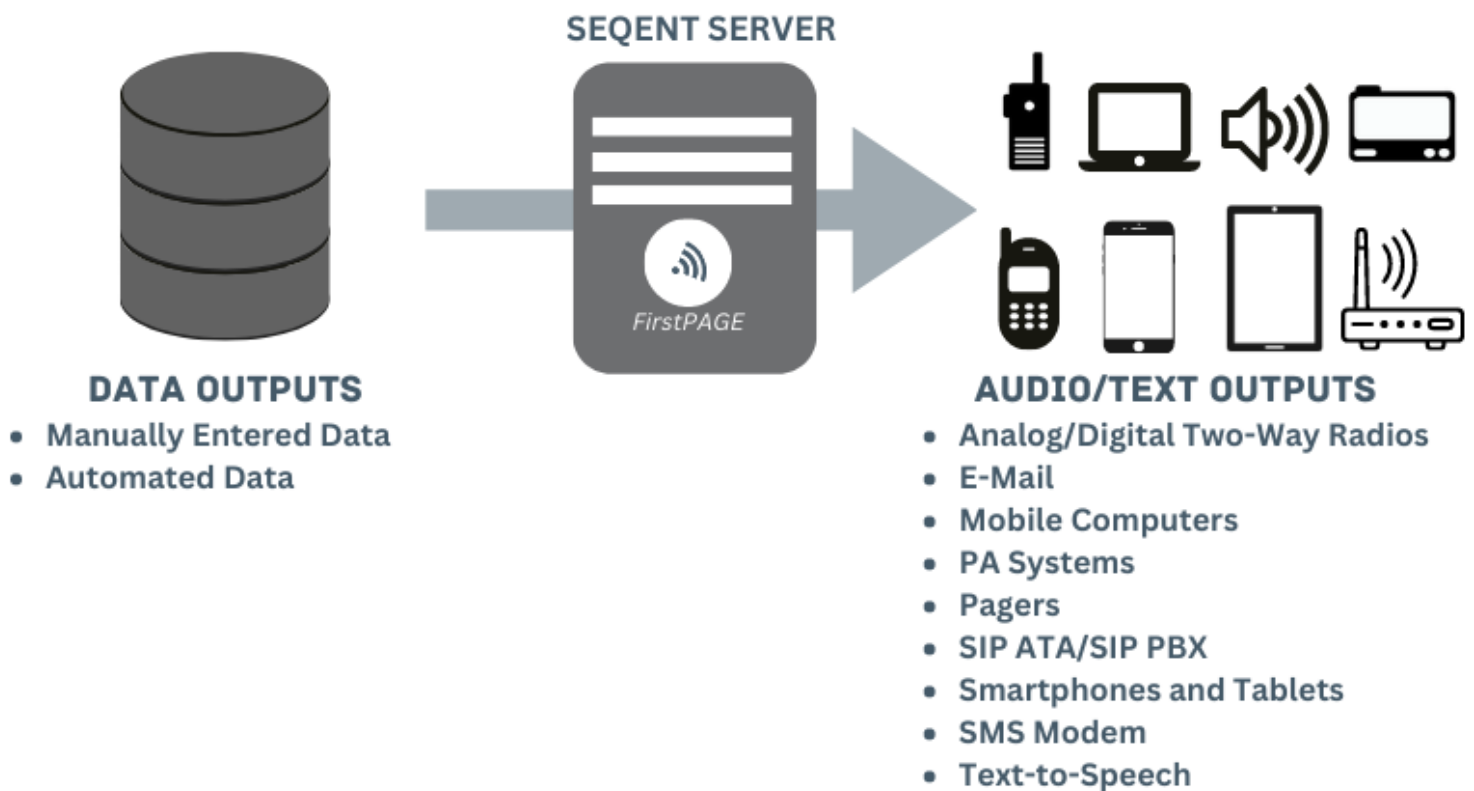 SEQENT SERVER
FirstPAGE
DATA OUTPUTS
• Manually Entered Data
• Automated Data
AUDIO/TEXT OUTPUTS
• Analog/Digital Two-Way Radios
• E-Mail
• Mobile Computers
• PA Systems
• Pagers
• SIP ATA/SIP PBX
• Smartphones and Tablets
• SMS Modem
• Text-to-Speech